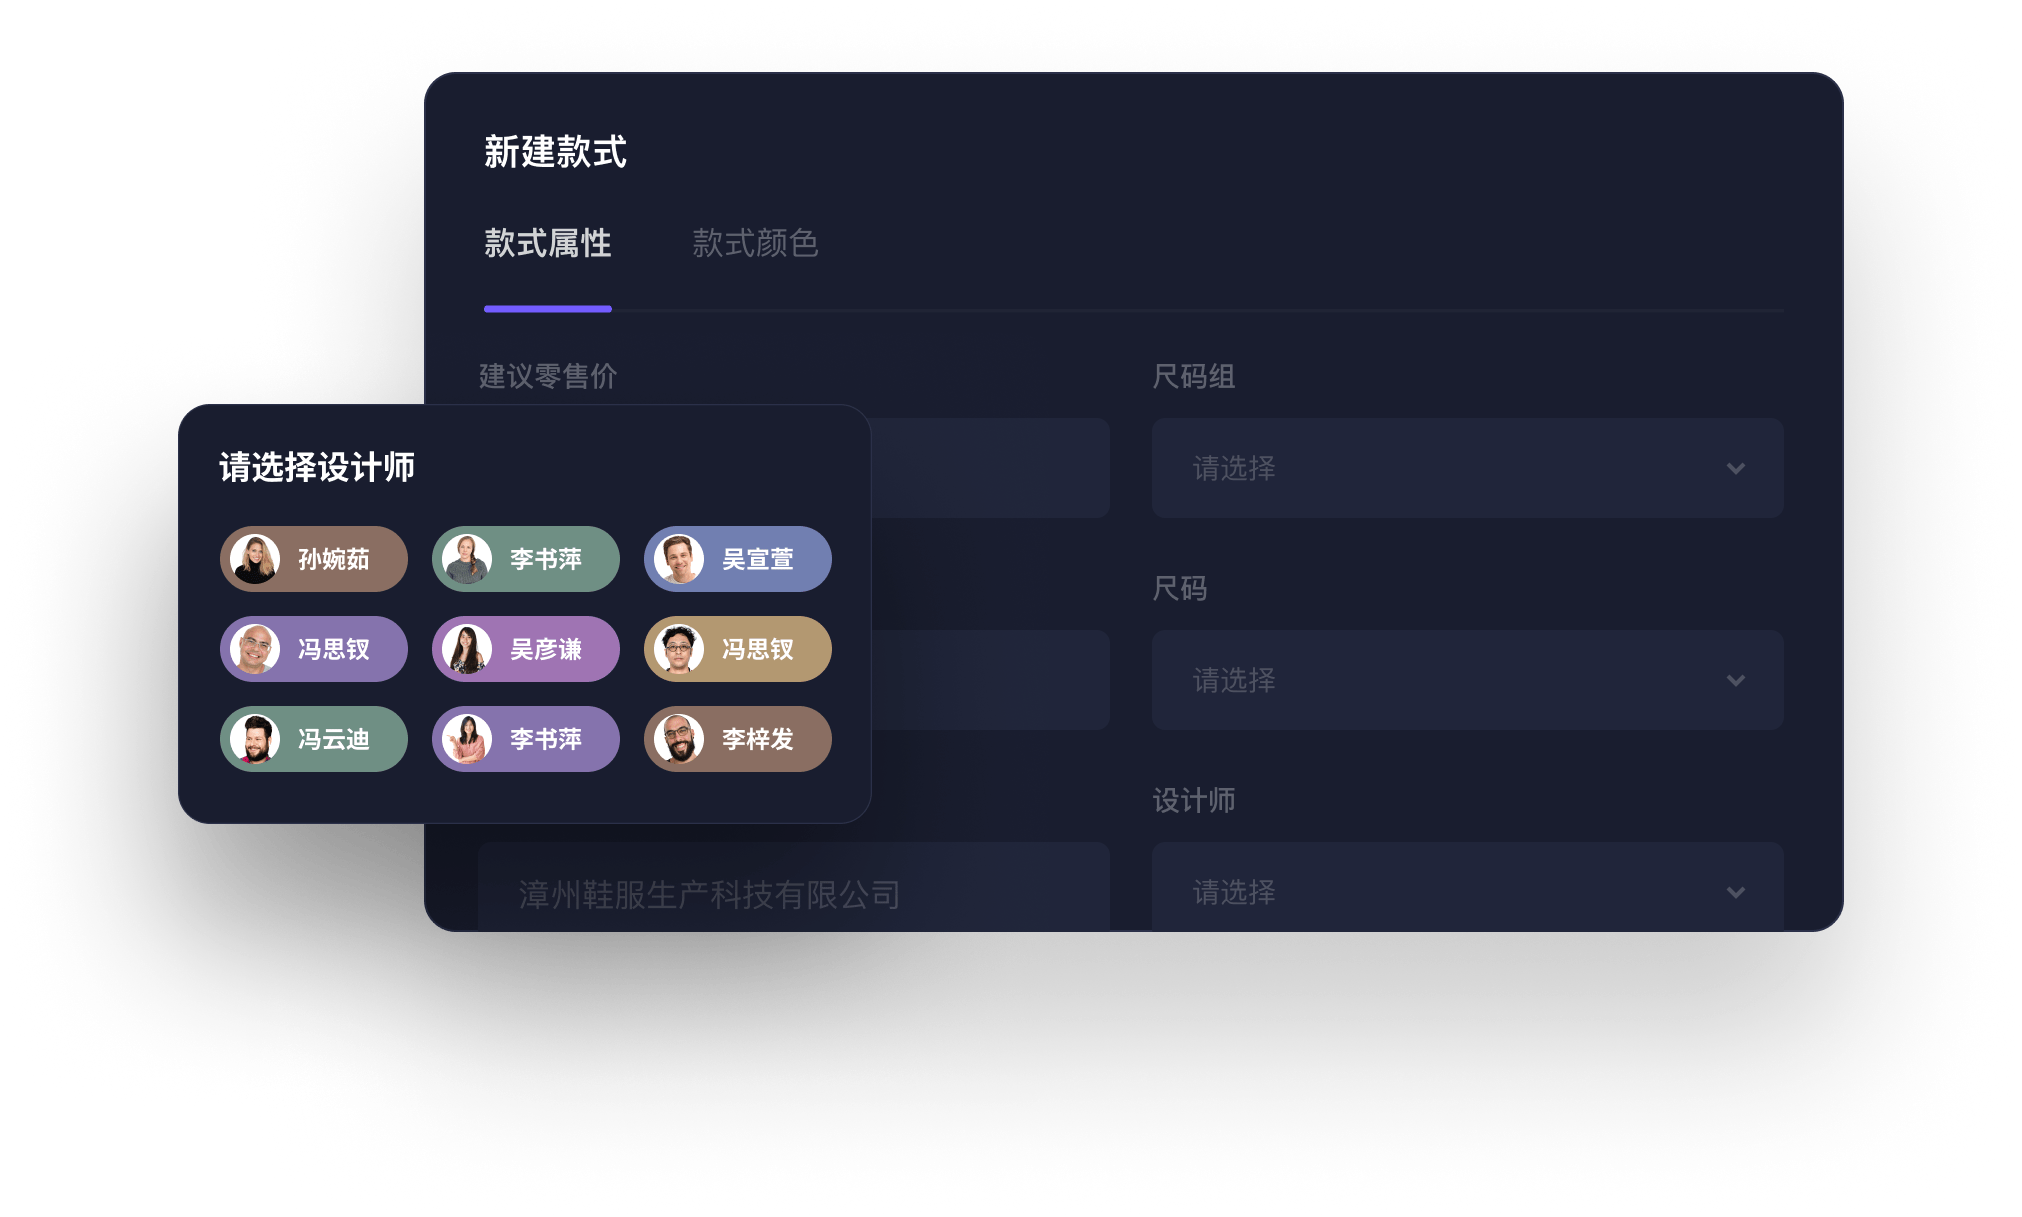 新建款式
款式属性 款式颜色
建议零售价 尺码组
请选择
尺码
请选择
设计师
漳州鞋服生产科技有限公司 请选择
请选择设计师
孙婉茹 李书萍 吴宣萱
冯思钗 吴彦谦 冯思钗
冯云迪 李书萍 李梓发